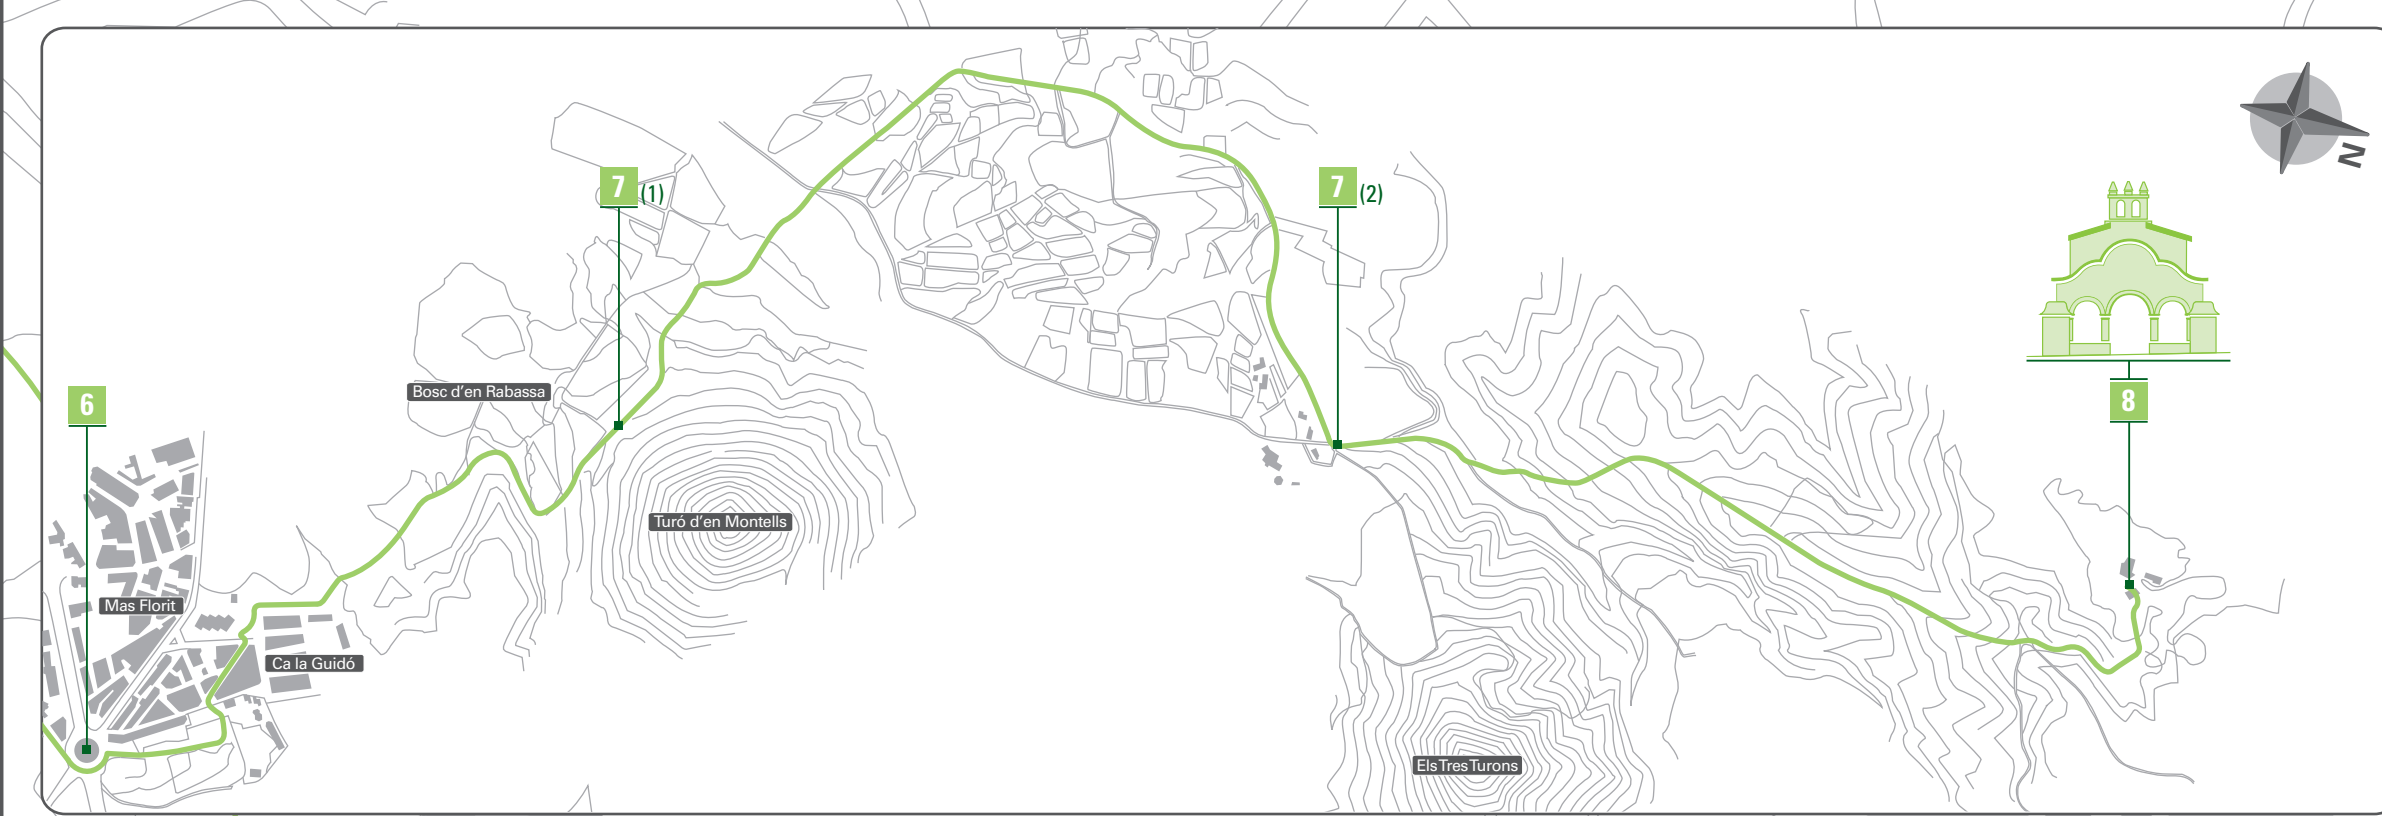 N
7 (1)
7 (2)
Bosc d'en Rabassa
6
8
Turó d'en Montells
Mas Florit
Ca la Guidó
Els Tres Turons